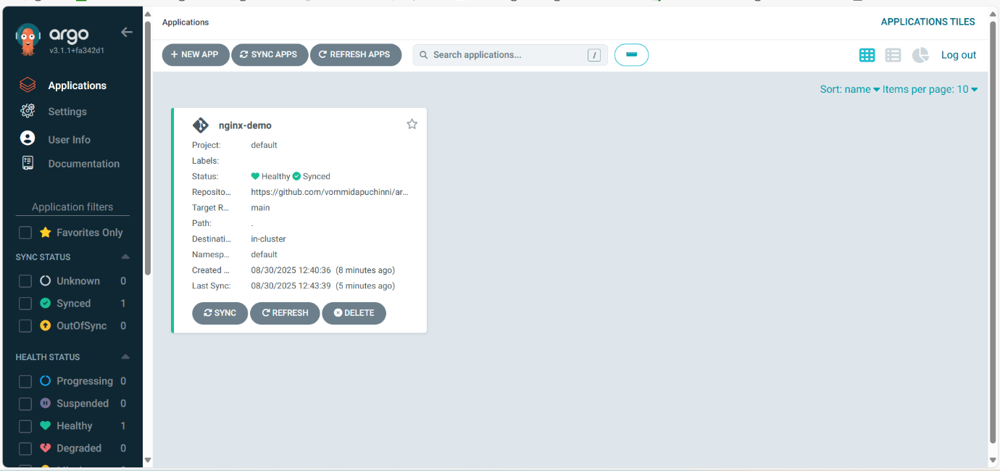 argo
v3.1.1+fa342d1
Applications
Settings
User Info
Documentation
Application filters
Favorites Only
SYNC STATUS
Unknown 0
Synced 1
OutOfSync 0
HEALTH STATUS
Progressing 0
Suspended 0
Healthy 1
Degraded 0
Applications
APPLICATIONS TILES
+ NEW APP
SYNC APPS
REFRESH APPS
Search applications... /
Log out
Sort: name Items per page: 10
nginx-demo
Project: default
Labels:
Status: Healthy Synced
Reposito... https://github.com/vommidapuchinni/ar...
Target R... main
Path: .
Destinati... in-cluster
Namesp... default
Created ... 08/30/2025 12:40:36 (8 minutes ago)
Last Sync: 08/30/2025 12:43:39 (5 minutes ago)
SYNC REFRESH DELETE